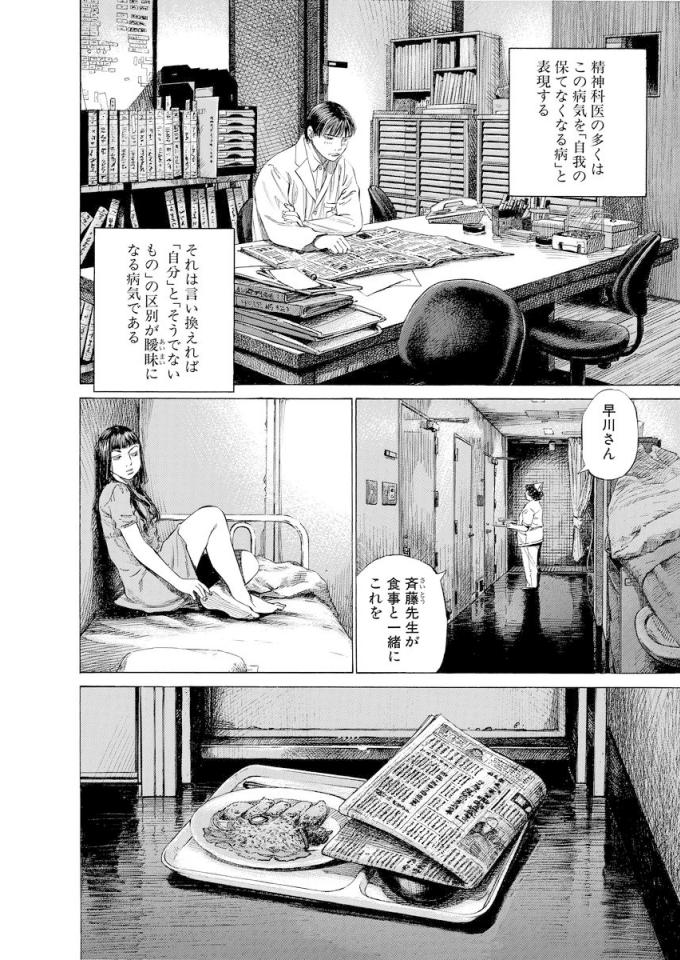 精神科医の多くは
この病気を「自我の
保てなくなる病」と
表現する
それは言い換えれば
「自分」と「そうでない
もの」の区別が曖昧に
なる病気である
早川さん
斉藤先生が
食事と一緒に
これを